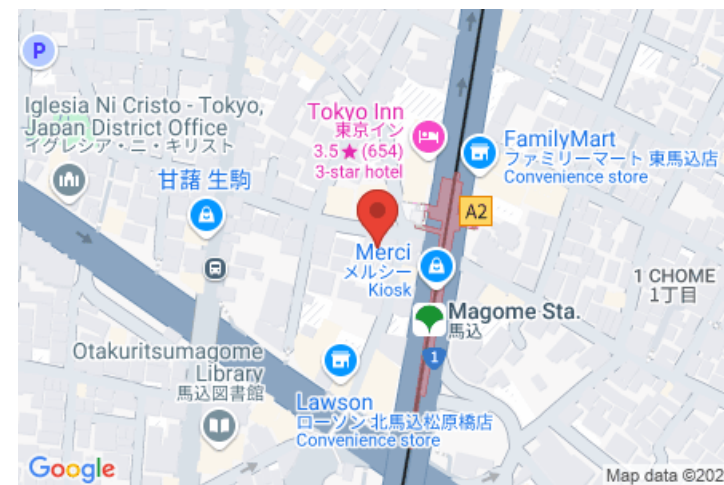 P
Iglesia Ni Cristo - Tokyo,
Japan District Office
イグレシア・ニ・キリスト
Tokyo Inn
東京イン
3.5★(654)
3-star hotel
FamilyMart
ファミリーマート 東馬込店
Convenience store
甘藷 生駒
A2
Merci
メルシー
Kiosk
1 CHOME
1丁目
Magome Sta.
馬込
1
Otakuritsumagome
Library
馬込図書館
Lawson
ローソン 北馬込松原橋店
Convenience store
Google
Map data ©202